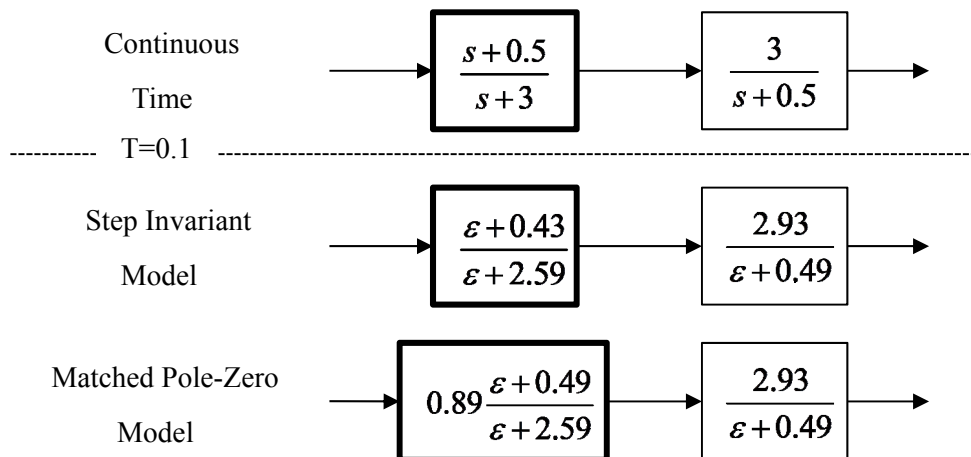 Continuous
Time
s + 0.5 / s + 3
3 / s + 0.5
T=0.1
Step Invariant
Model
ε + 0.43 / ε + 2.59
2.93 / ε + 0.49
Matched Pole-Zero
Model
0.89 ε + 0.49 / ε + 2.59
2.93 / ε + 0.49